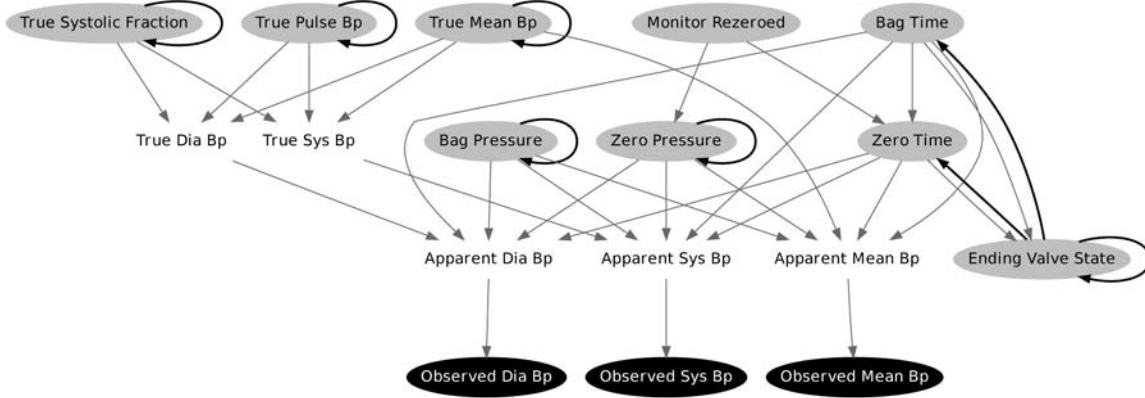 True Systolic Fraction
True Pulse Bp
True Mean Bp
Monitor Rezeroed
Bag Time
True Dia Bp
True Sys Bp
Bag Pressure
Zero Pressure
Zero Time
Apparent Dia Bp
Apparent Sys Bp
Apparent Mean Bp
Ending Valve State
Observed Dia Bp
Observed Sys Bp
Observed Mean Bp